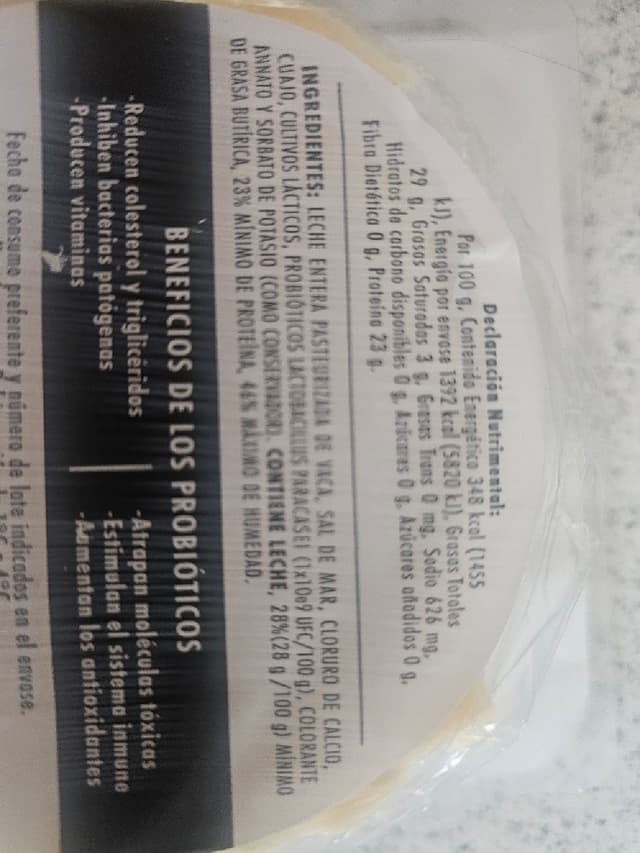 Declaración Nutrimental:
Por 100 g, Contenido Energético 348 kcal (1455
kJ), Energía por envase 1392 kcal (5820 kJ), Grasas Totales
29 g, Grasas Saturadas 3 g, Grasas Trans 0 mg, Sodio 626 mg,
Hidratos de carbono disponibles 0 g, Azúcares 0 g, Azúcares añadidos 0 g,
Fibra Dietética 0 g, Proteína 23 g.
INGREDIENTES: LECHE ENTERA PASTEURIZADA DE VACA, SAL DE MAR, CLORURO DE CALCIO,
CUAJO, CULTIVOS LÁCTICOS, PROBIÓTICOS LACTOBACILLUS PARACASEI (1x10e9 UFC/100 g), COLORANTE
ANNATO Y SORBATO DE POTASIO (COMO CONSERVADOR). CONTIENE LECHE, 28%(28 g /100 g) MÍNIMO
DE GRASA BUTÍRICA, 23% MÍNIMO DE PROTEÍNA, 46% MÁXIMO DE HUMEDAD.
BENEFICIOS DE LOS PROBIÓTICOS
-Reducen colesterol y triglicéridos
-Inhiben bacterias patógenas
-Producen vitaminas
-Atrapan moléculas tóxicas
-Estimulan el sistema inmune
-Aumentan los antioxidantes
Fecha de consumo preferente y número de lote indicados en el envase.